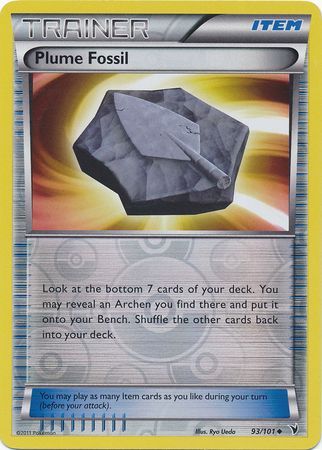 TRAINER ITEM
Plume Fossil
Look at the bottom 7 cards of your deck. You
may reveal an Archen you find there and put it
onto your Bench. Shuffle the other cards back
into your deck.
You may play as many Item cards as you like during your turn
(before your attack).
©2011 Pokémon Illus. Ryo Ueda 93/101